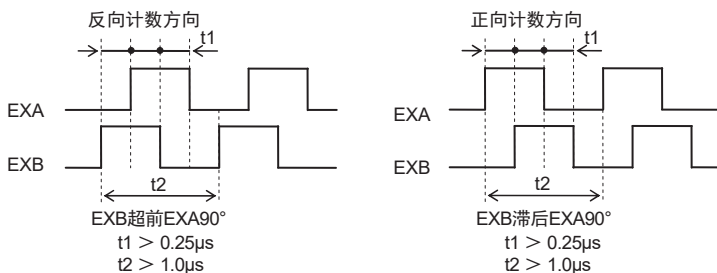 反向计数方向
t1
EXA
EXB
t2
EXB超前EXA90°
t1 > 0.25µs
t2 > 1.0µs
正向计数方向
t1
EXA
EXB
t2
EXB滞后EXA90°
t1 > 0.25µs
t2 > 1.0µs